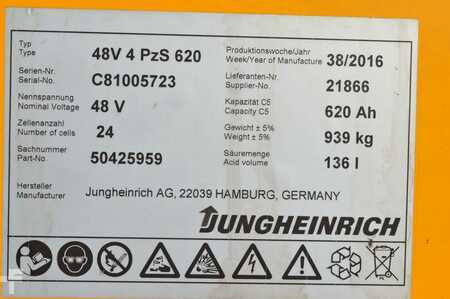 Typ
Type 48V 4 PzS 620
Produktionswoche/Jahr
Week/Year of Manufacture 38/2016
Serien-Nr.
Serial-No. C81005723
Lieferanten-Nr.
Supplier-No. 21866
Nennspannung
Nominal Voltage 48 V
Kapazität C5
Capacity C5 620 Ah
Zellenanzahl
Number of cells 24
Gewicht ± 5%
Weight ± 5% 939 kg
Sachnummer
Part-No. 50425959
Säuremenge
Acid volume 136 l
Hersteller
Manufacturer Jungheinrich AG, 22039 HAMBURG, GERMANY
JUNGHEINRICH
Pb